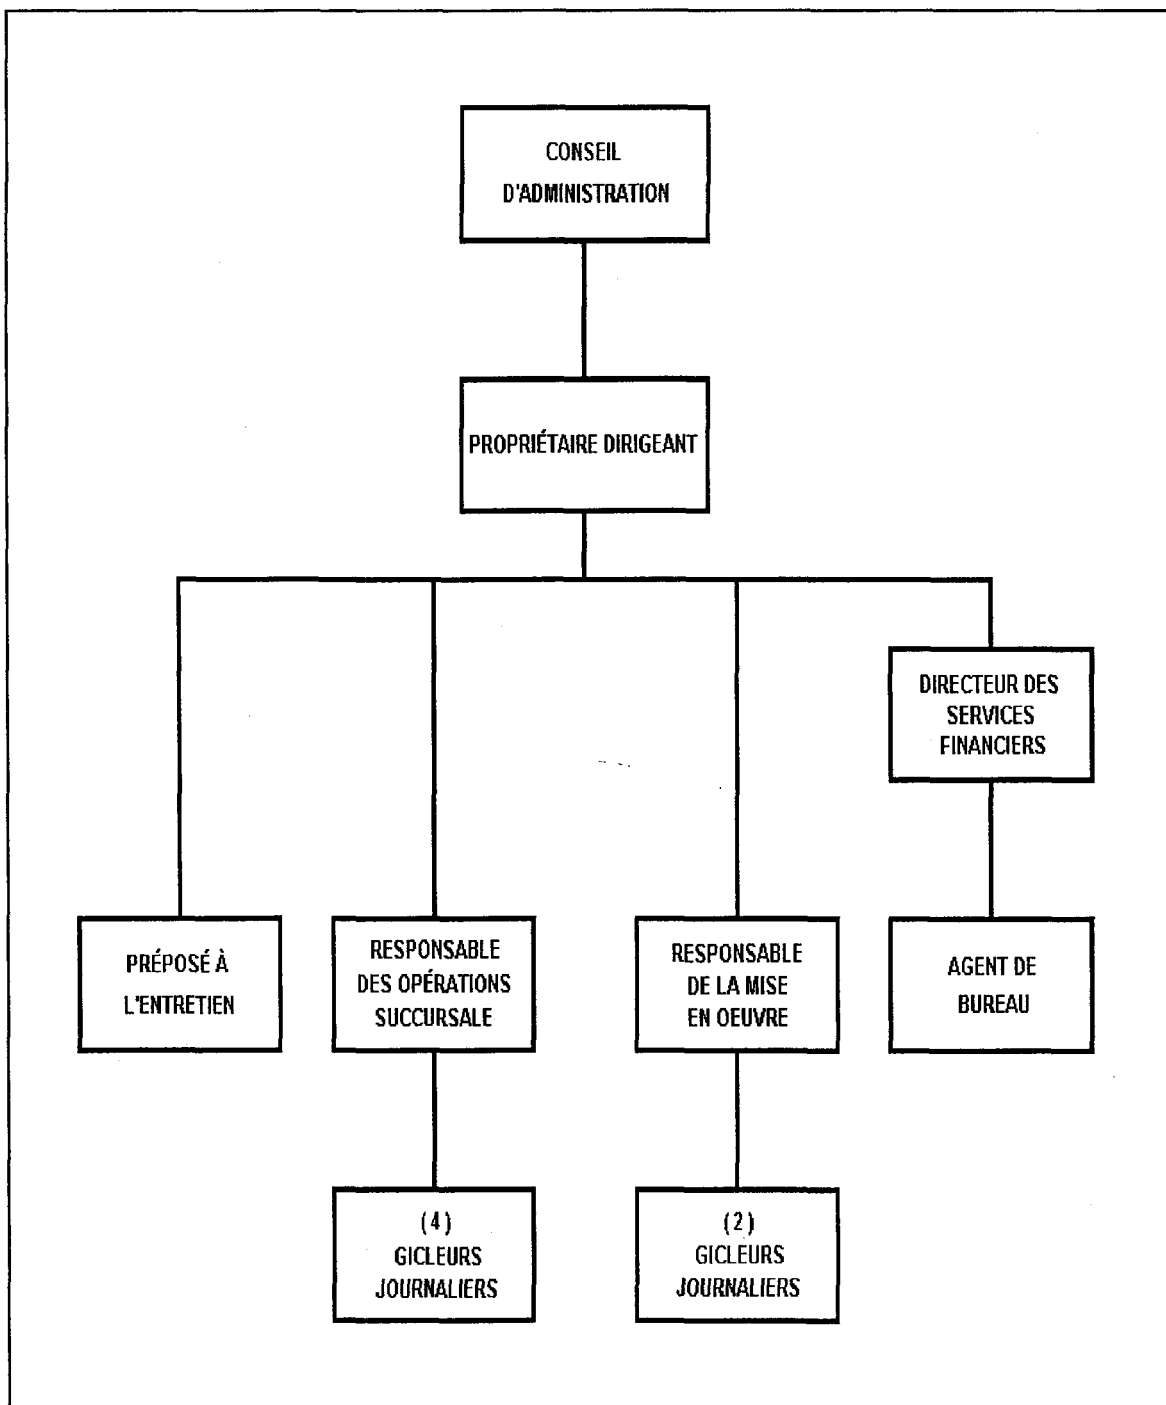 CONSEIL
D'ADMINISTRATION
PROPRIÉTAIRE DIRIGEANT
DIRECTEUR DES
SERVICES
FINANCIERS
PRÉPOSÉ À
L'ENTRETIEN
RESPONSABLE
DES OPÉRATIONS
SUCCURSALE
RESPONSABLE
DE LA MISE
EN OEUVRE
AGENT DE
BUREAU
(4)
GICLEURS
JOURNALIERS
(2)
GICLEURS
JOURNALIERS